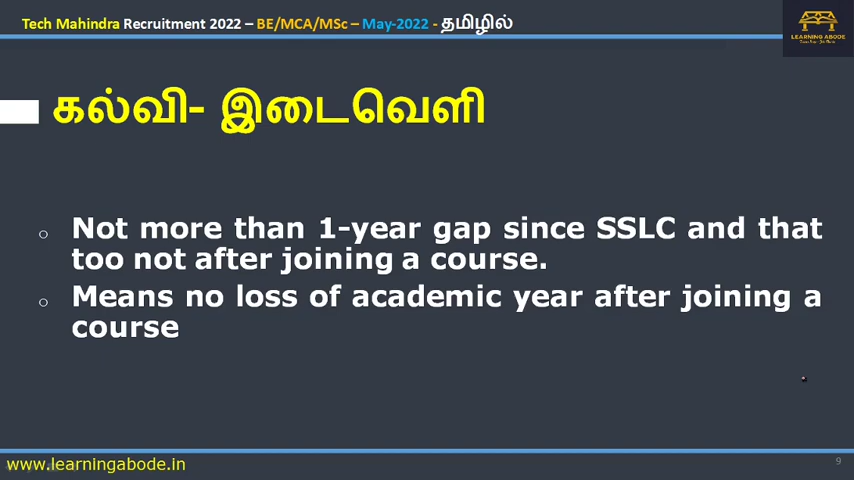 Tech Mahindra Recruitment 2022 – BE/MCA/MSc – May-2022 - தமிழில்
LEARNING ABODE
கல்வி- இடைவெளி
Not more than 1-year gap since SSLC and that
too not after joining a course.
Means no loss of academic year after joining a
course
www.learningabode.in
9